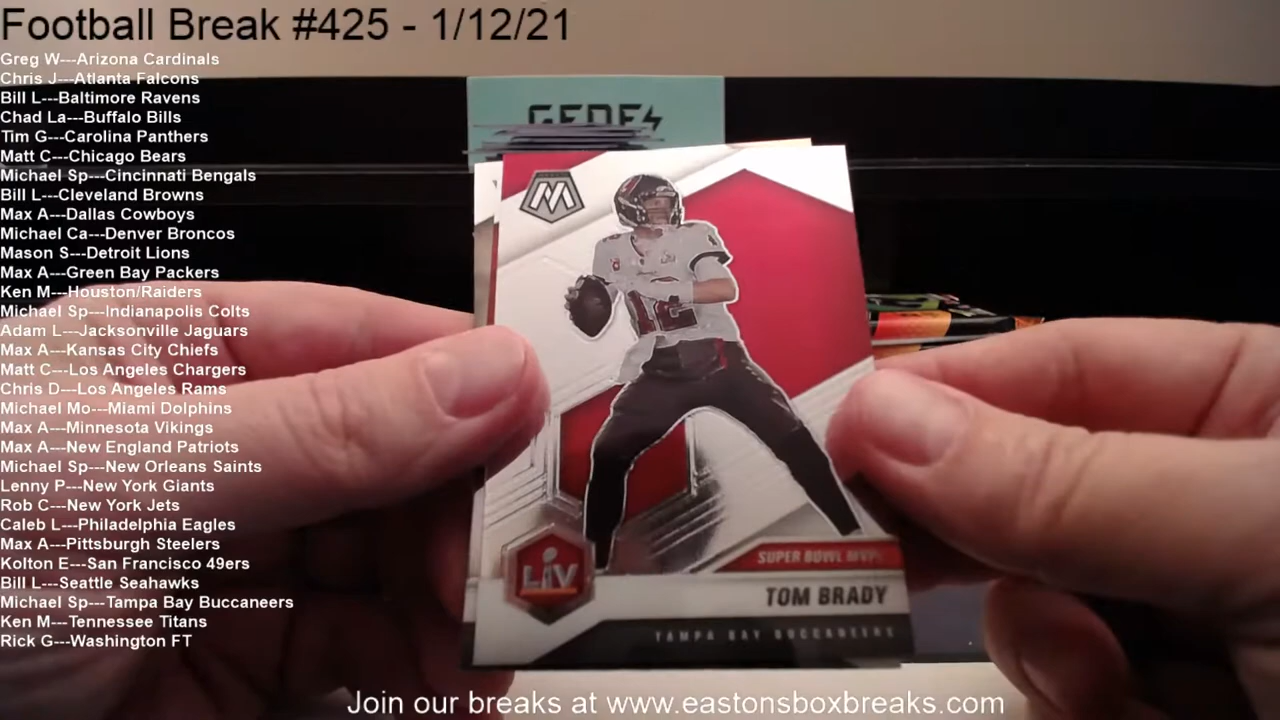 Football Break #425 - 1/12/21
Greg W---Arizona Cardinals
Chris J---Atlanta Falcons
Bill L---Baltimore Ravens
Chad La---Buffalo Bills
Tim G---Carolina Panthers
Matt C---Chicago Bears
Michael Sp---Cincinnati Bengals
Bill L---Cleveland Browns
Max A---Dallas Cowboys
Michael Ca---Denver Broncos
Mason S---Detroit Lions
Max A---Green Bay Packers
Ken M---Houston/Raiders
Michael Sp---Indianapolis Colts
Adam L---Jacksonville Jaguars
Max A---Kansas City Chiefs
Matt C---Los Angeles Chargers
Chris D---Los Angeles Rams
Michael Mo---Miami Dolphins
Max A---Minnesota Vikings
Max A---New England Patriots
Michael Sp---New Orleans Saints
Lenny P---New York Giants
Rob C---New York Jets
Caleb L---Philadelphia Eagles
Max A---Pittsburgh Steelers
Kolton E---San Francisco 49ers
Bill L---Seattle Seahawks
Michael Sp---Tampa Bay Buccaneers
Ken M---Tennessee Titans
Rick G---Washington FT
M
12
LIV
SUPER BOWL MVPs
TOM BRADY
TAMPA BAY BUCCANEERS
Join our breaks at www.eastonsboxbreaks.com